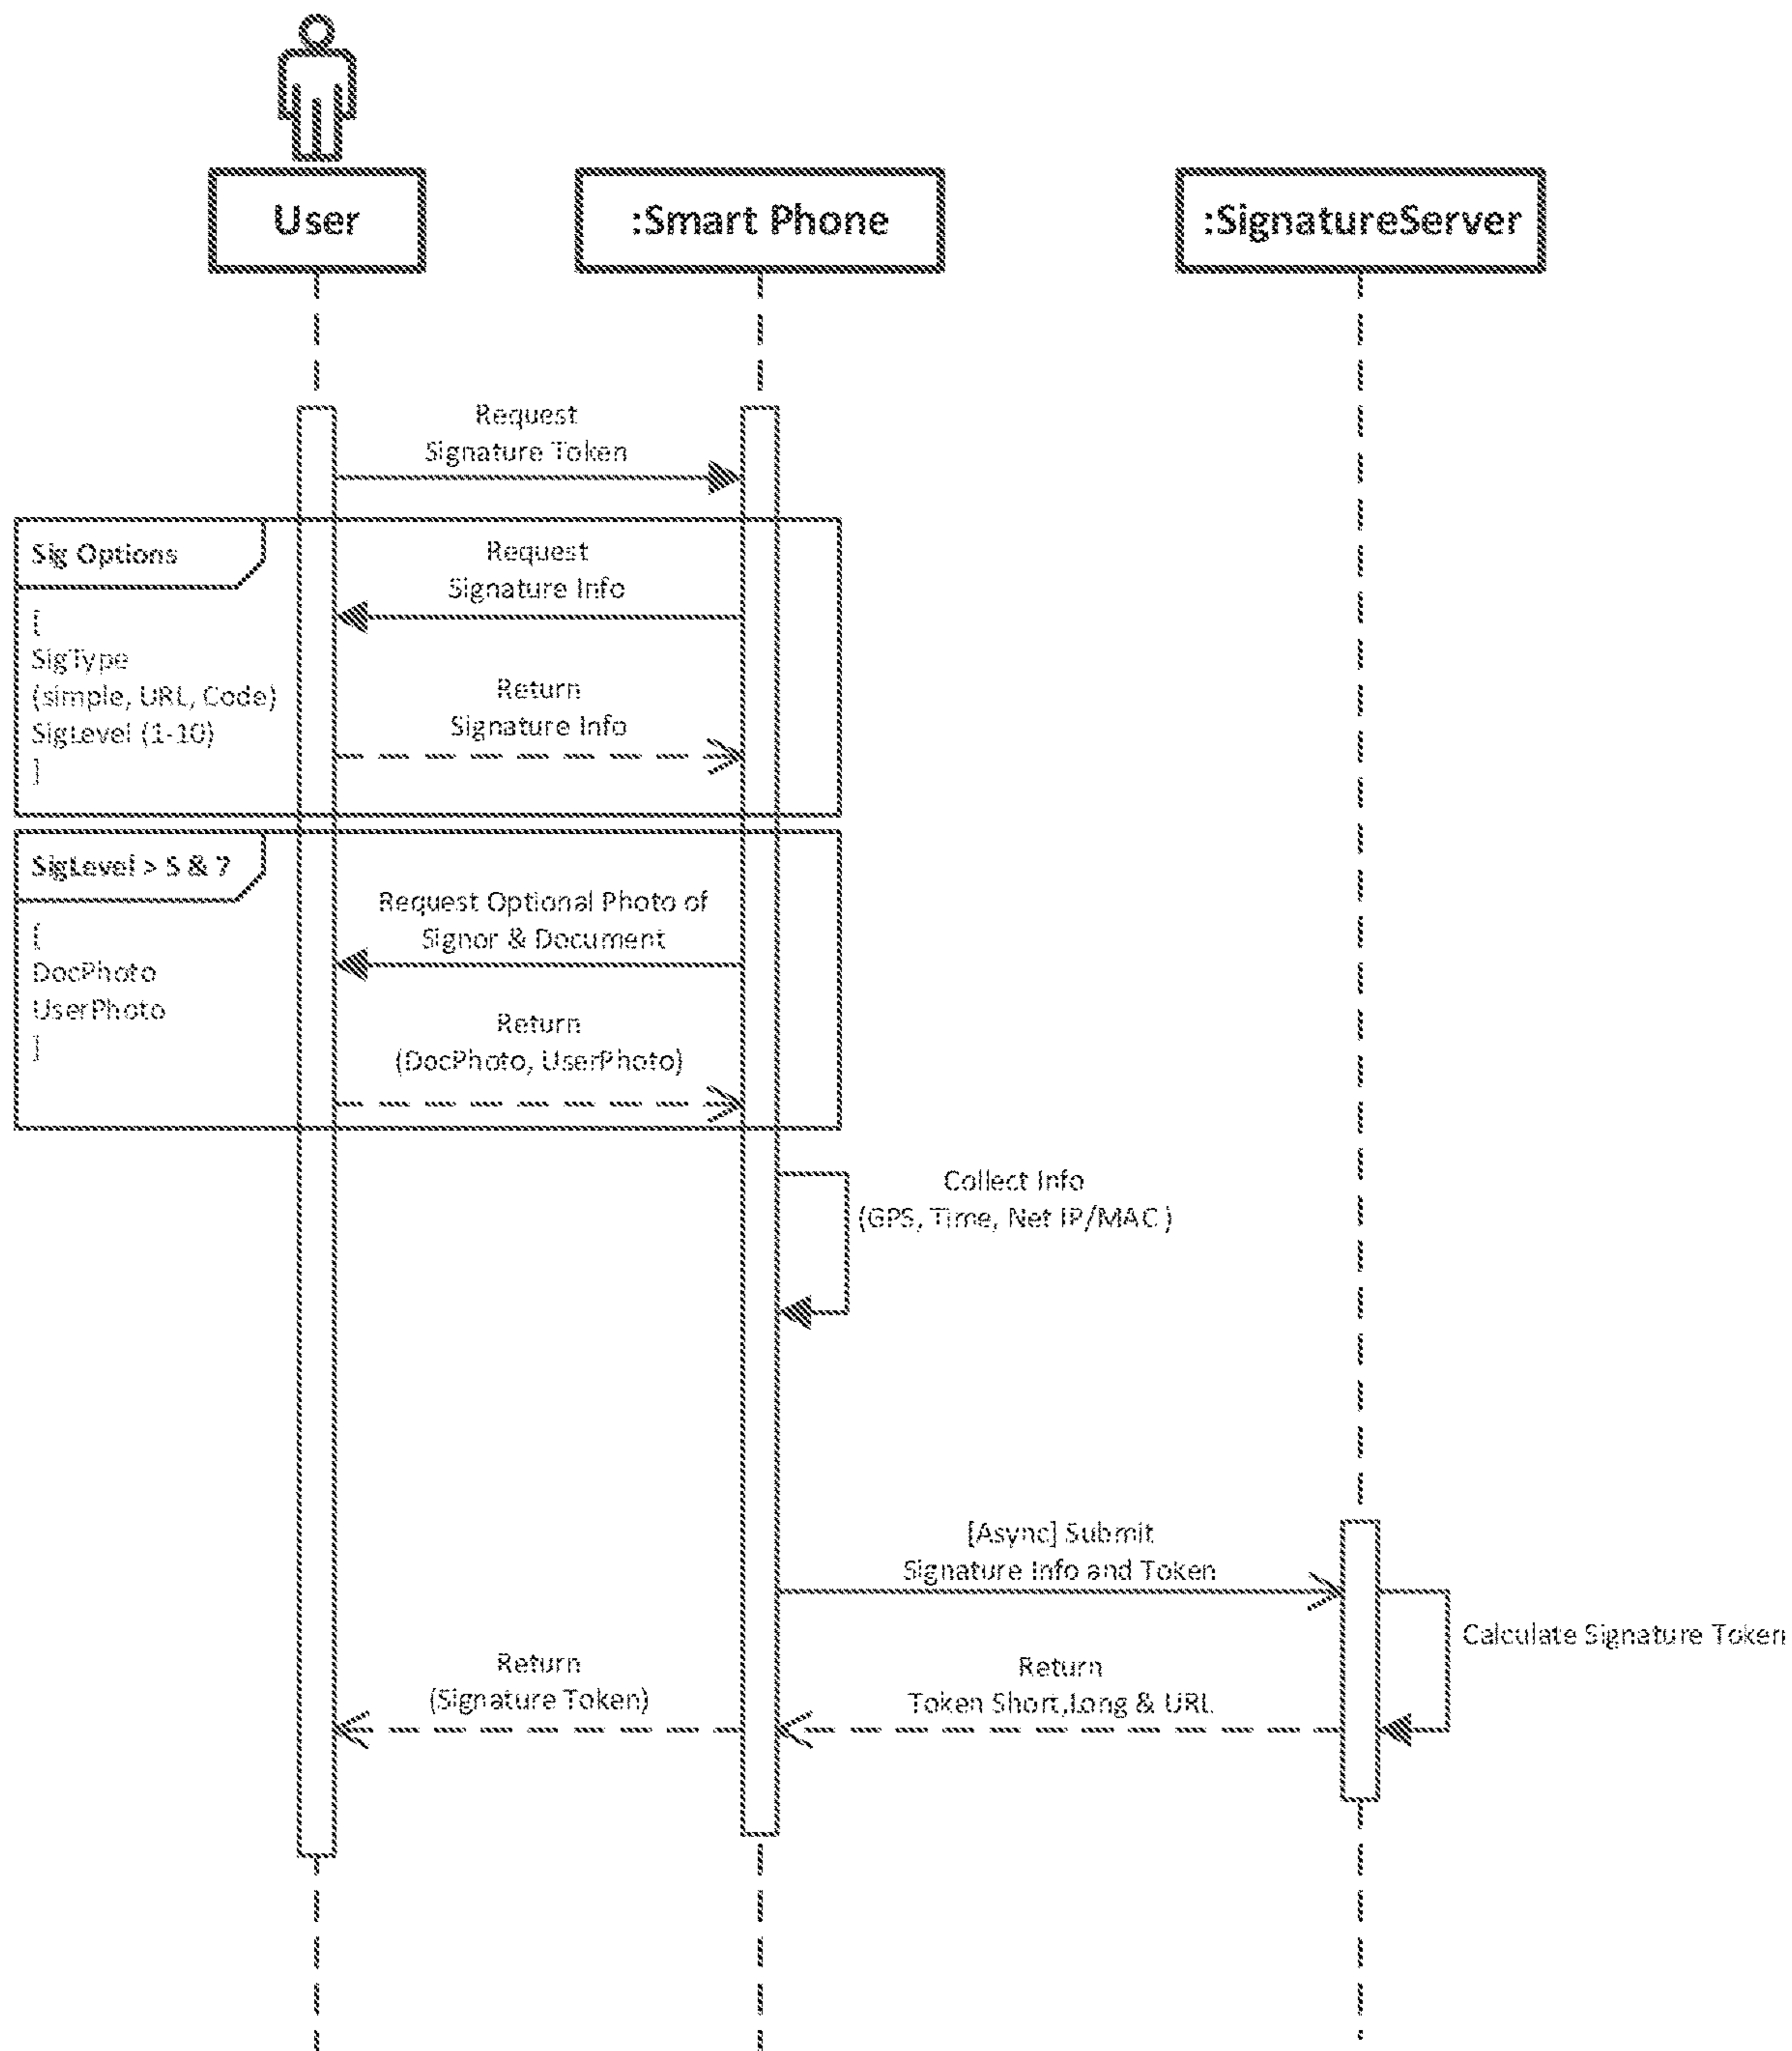 User
:Smart Phone
:SignatureServer
Request
Signature Token
Sig Options
[
SigType
(simple, URL, Code)
SigLevel (1-10)
]
Request
Signature Info
Return
Signature Info
SigLevel > 5 & 7
[
DocPhoto
UserPhoto
]
Request Optional Photo of
Signor & Document
Return
(DocPhoto, UserPhoto)
Collect Info
(GPS, Time, Net IP/MAC )
[Async] Submit
Signature Info and Token
Calculate Signature Token
Return
(Signature Token)
Return
Token Short,Long & URL